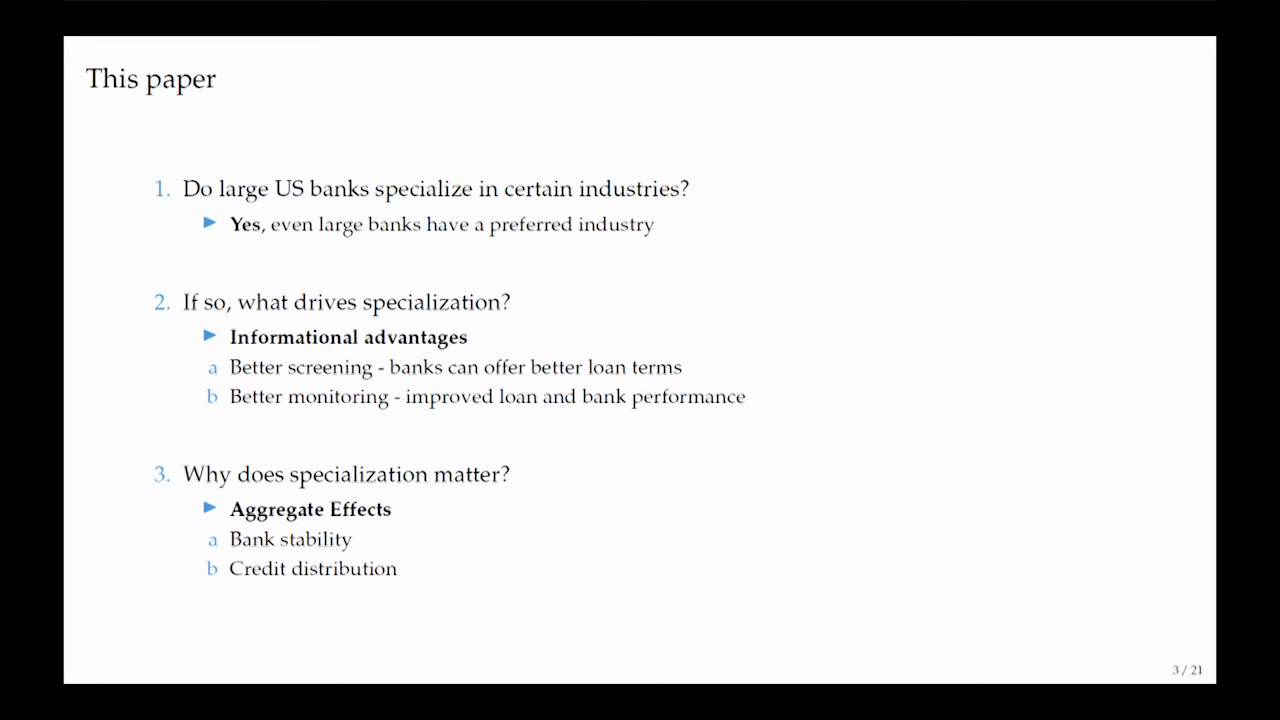 This paper
1. Do large US banks specialize in certain industries?
▶ Yes, even large banks have a preferred industry
2. If so, what drives specialization?
▶ Informational advantages
a Better screening - banks can offer better loan terms
b Better monitoring - improved loan and bank performance
3. Why does specialization matter?
▶ Aggregate Effects
a Bank stability
b Credit distribution
3 / 21